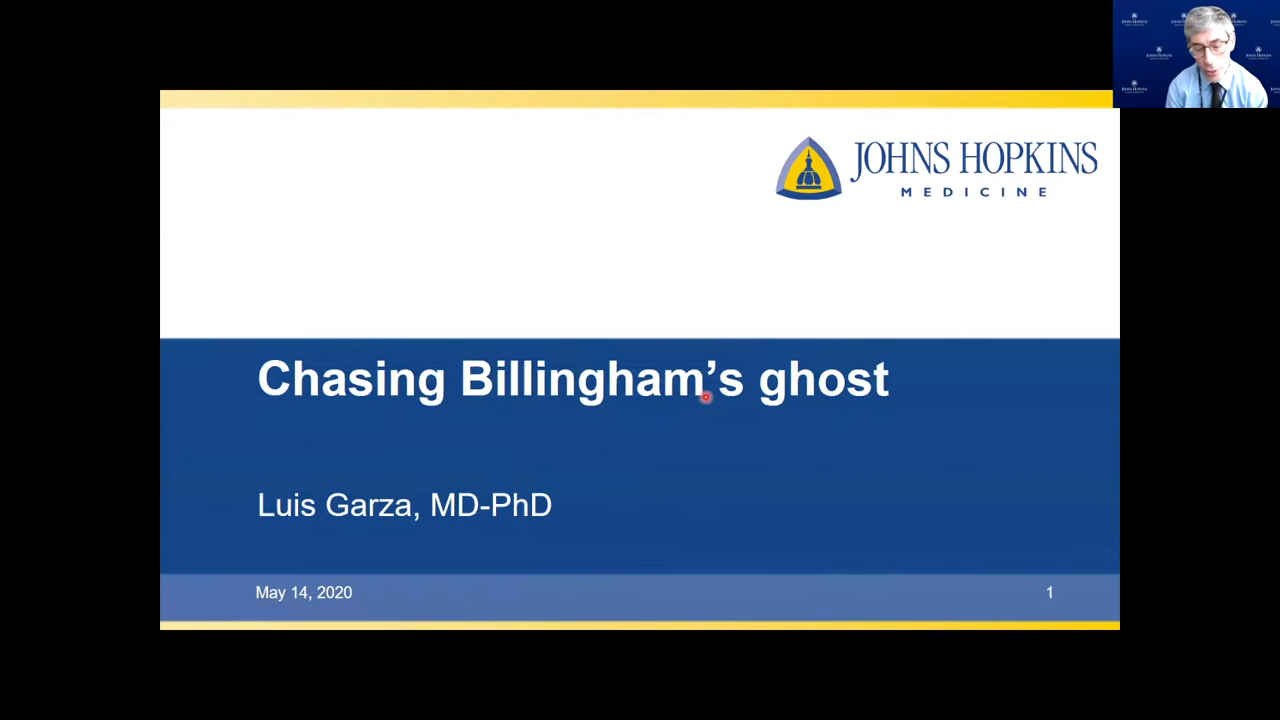 JOHNS HOPKINS
MEDICINE
Chasing Billingham’s ghost
Luis Garza, MD-PhD
May 14, 2020
1